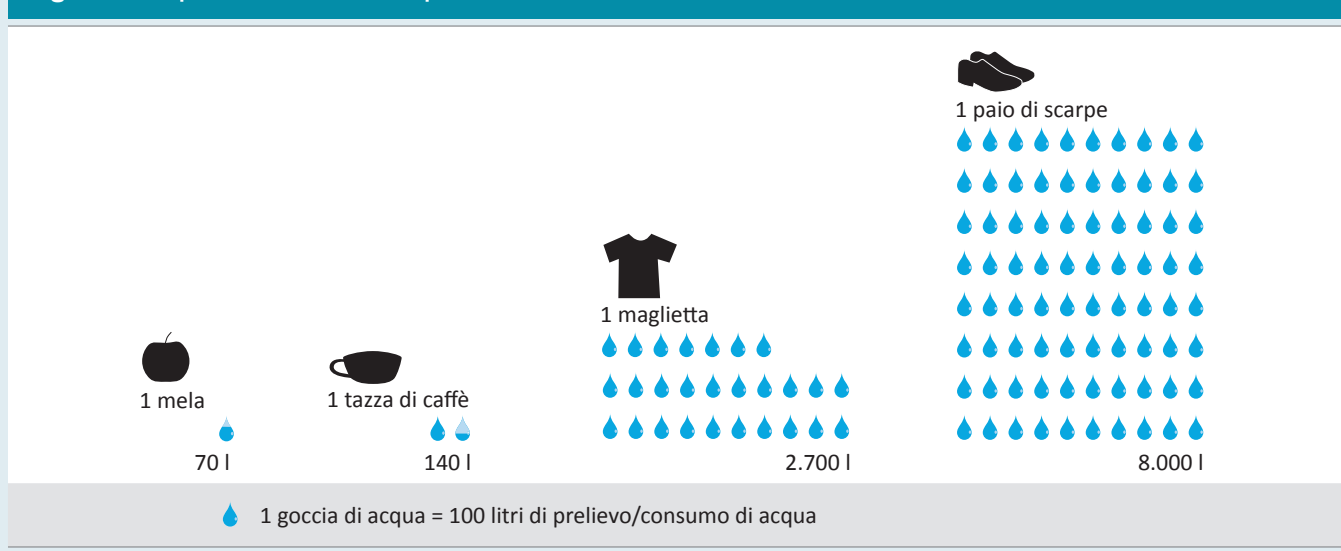 1 paio di scarpe
1 maglietta
1 mela
1 tazza di caffè
70 l
140 l
2.700 l
8.000 l
1 goccia di acqua = 100 litri di prelievo/consumo di acqua